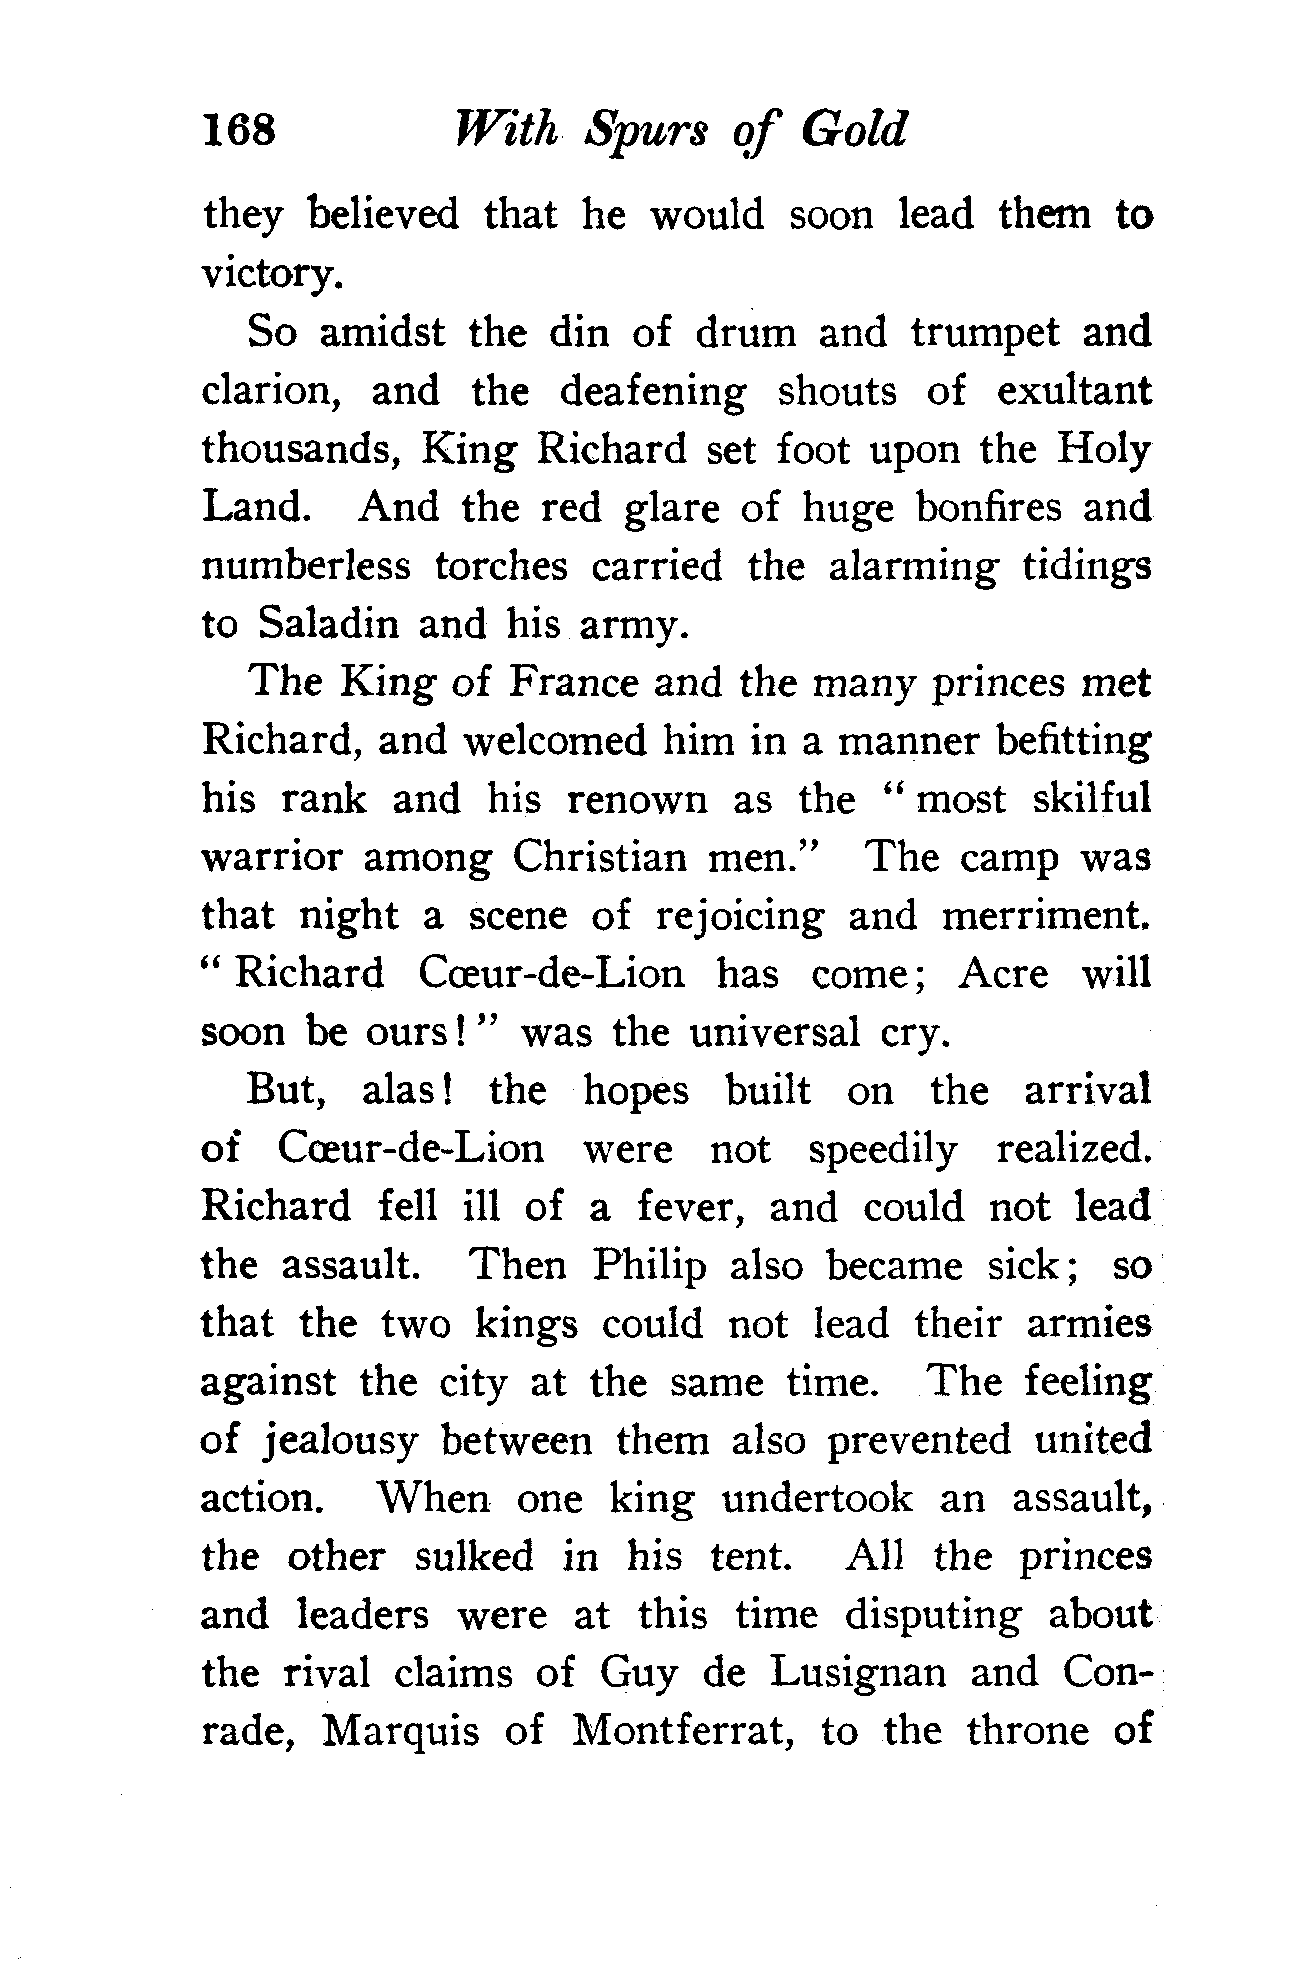 168 With Spurs of Gold
they believed that he would soon lead them to
victory.
So amidst the din of drum and trumpet and
clarion, and the deafening shouts of exultant
thousands, King Richard set foot upon the Holy
Land. And the red glare of huge bonfires and
numberless torches carried the alarming tidings
to Saladin and his army.
The King of France and the many princes met
Richard, and welcomed him in a manner befitting
his rank and his renown as the “ most skilful
warrior among Christian men.” The camp was
that night a scene of rejoicing and merriment.
“ Richard Cœur-de-Lion has come; Acre will
soon be ours! ” was the universal cry.
But, alas! the hopes built on the arrival
of Cœur-de-Lion were not speedily realized.
Richard fell ill of a fever, and could not lead
the assault. Then Philip also became sick; so
that the two kings could not lead their armies
against the city at the same time. The feeling
of jealousy between them also prevented united
action. When one king undertook an assault,
the other sulked in his tent. All the princes
and leaders were at this time disputing about
the rival claims of Guy de Lusignan and Con-
rade, Marquis of Montferrat, to the throne of